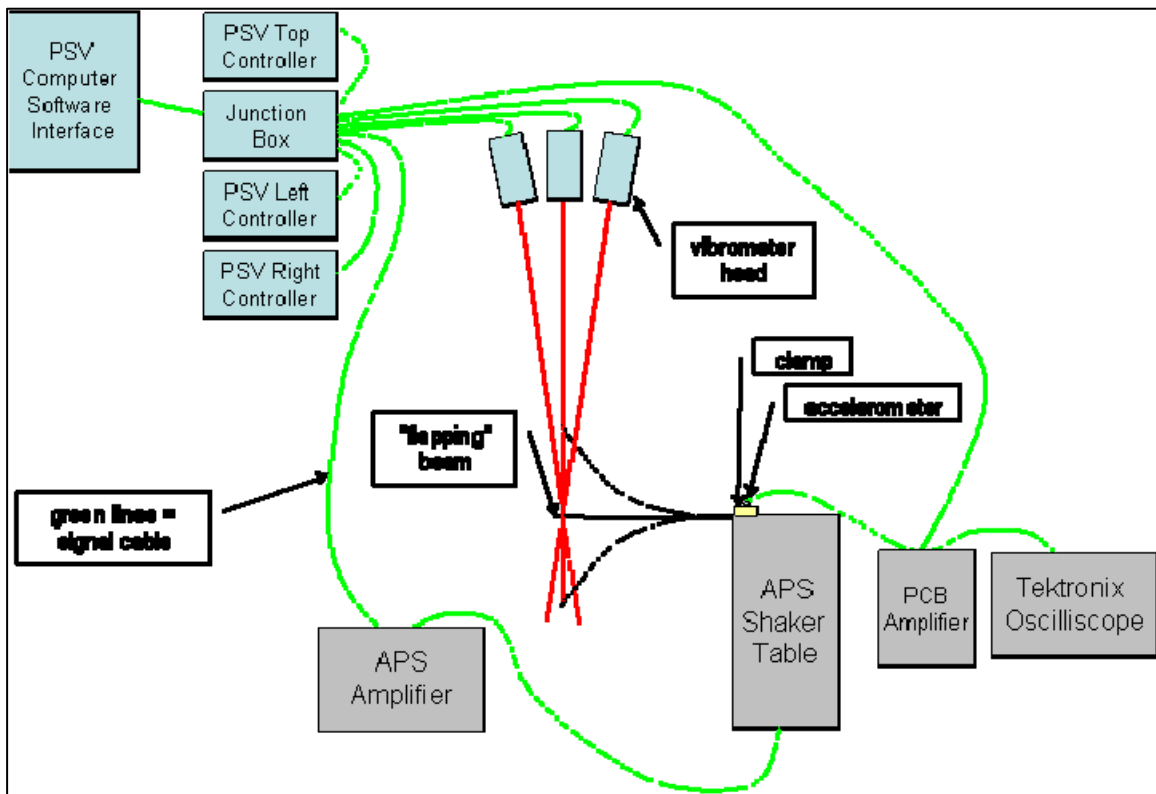 PSV
Computer
Software
Interface
PSV Top
Controller
Junction
Box
PSV Left
Controller
PSV Right
Controller
vibrometer
head
clamp
accelerometer
"flapping"
beam
green lines =
signal cable
APS
Amplifier
APS
Shaker
Table
PCB
Amplifier
Tektronix
Oscilliscope